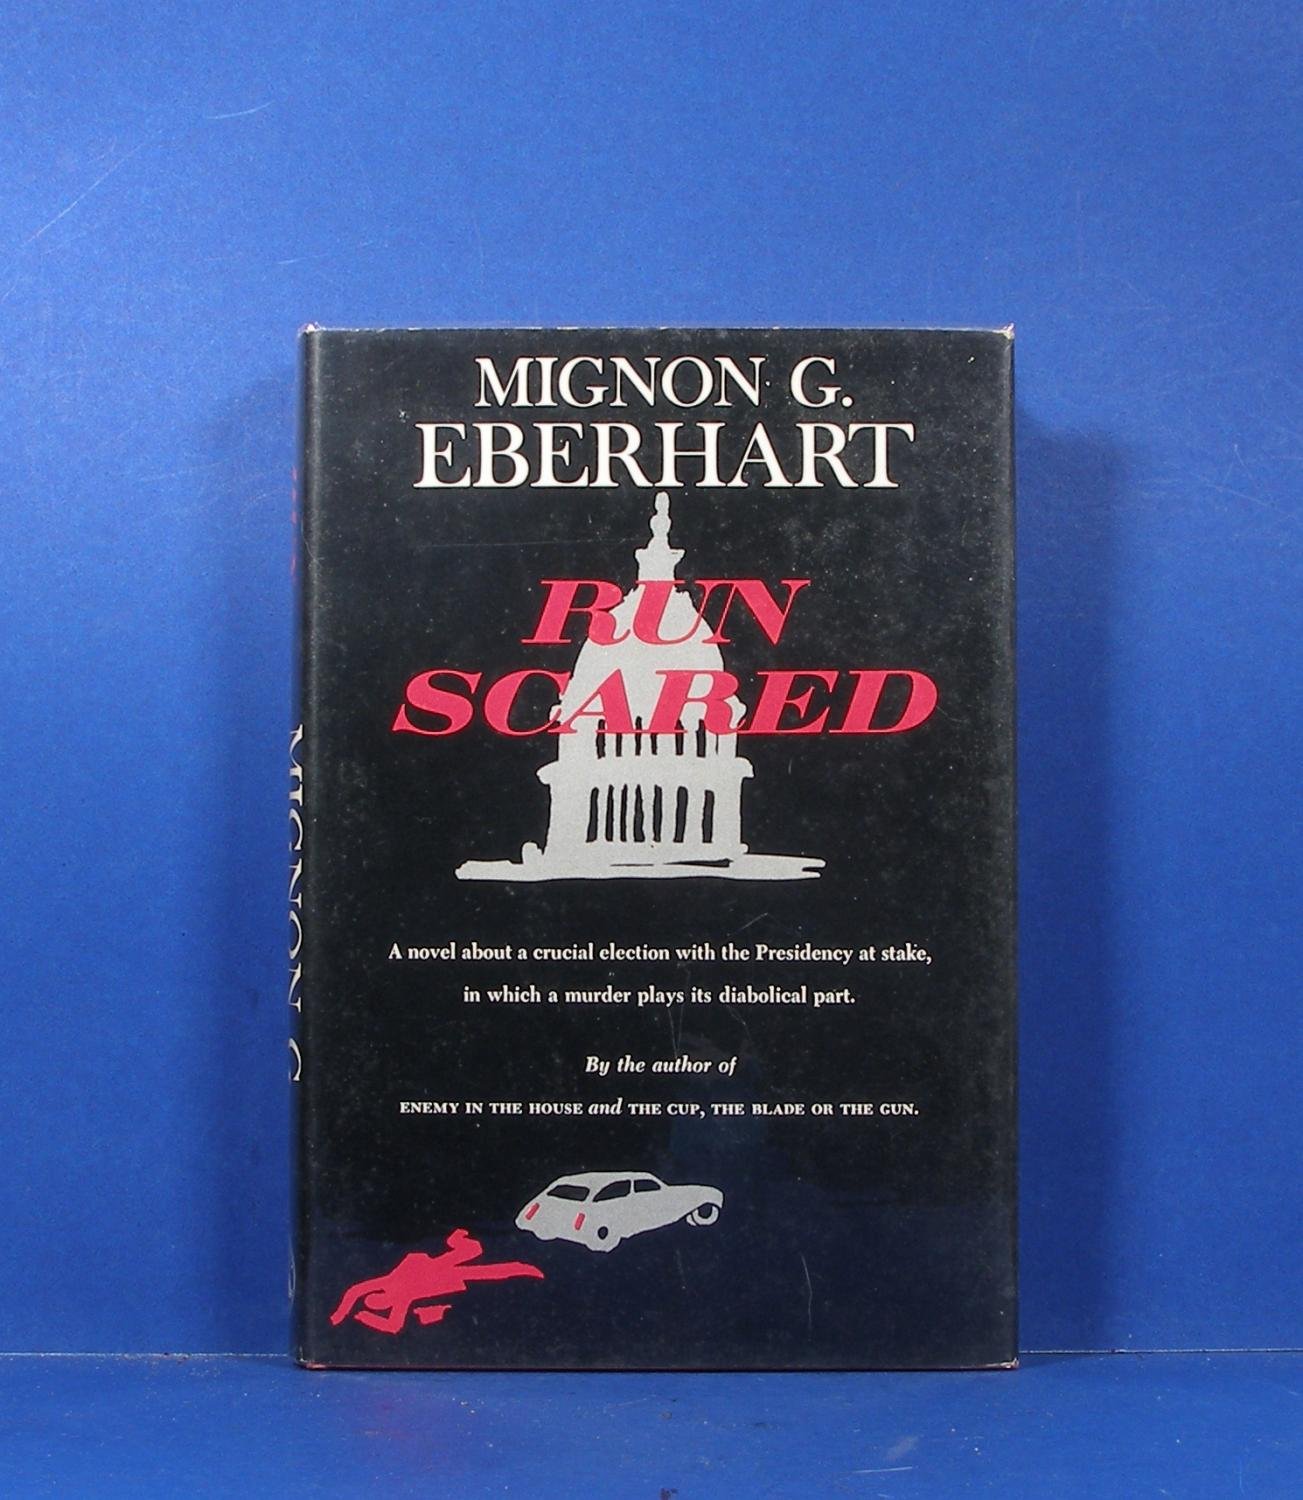 MIGNON G.
EBERHART
RUN
SCARED
A novel about a crucial election with the Presidency at stake,
in which a murder plays its diabolical part.
By the author of
ENEMY IN THE HOUSE and THE CUP, THE BLADE OR THE GUN.
MIGNON G